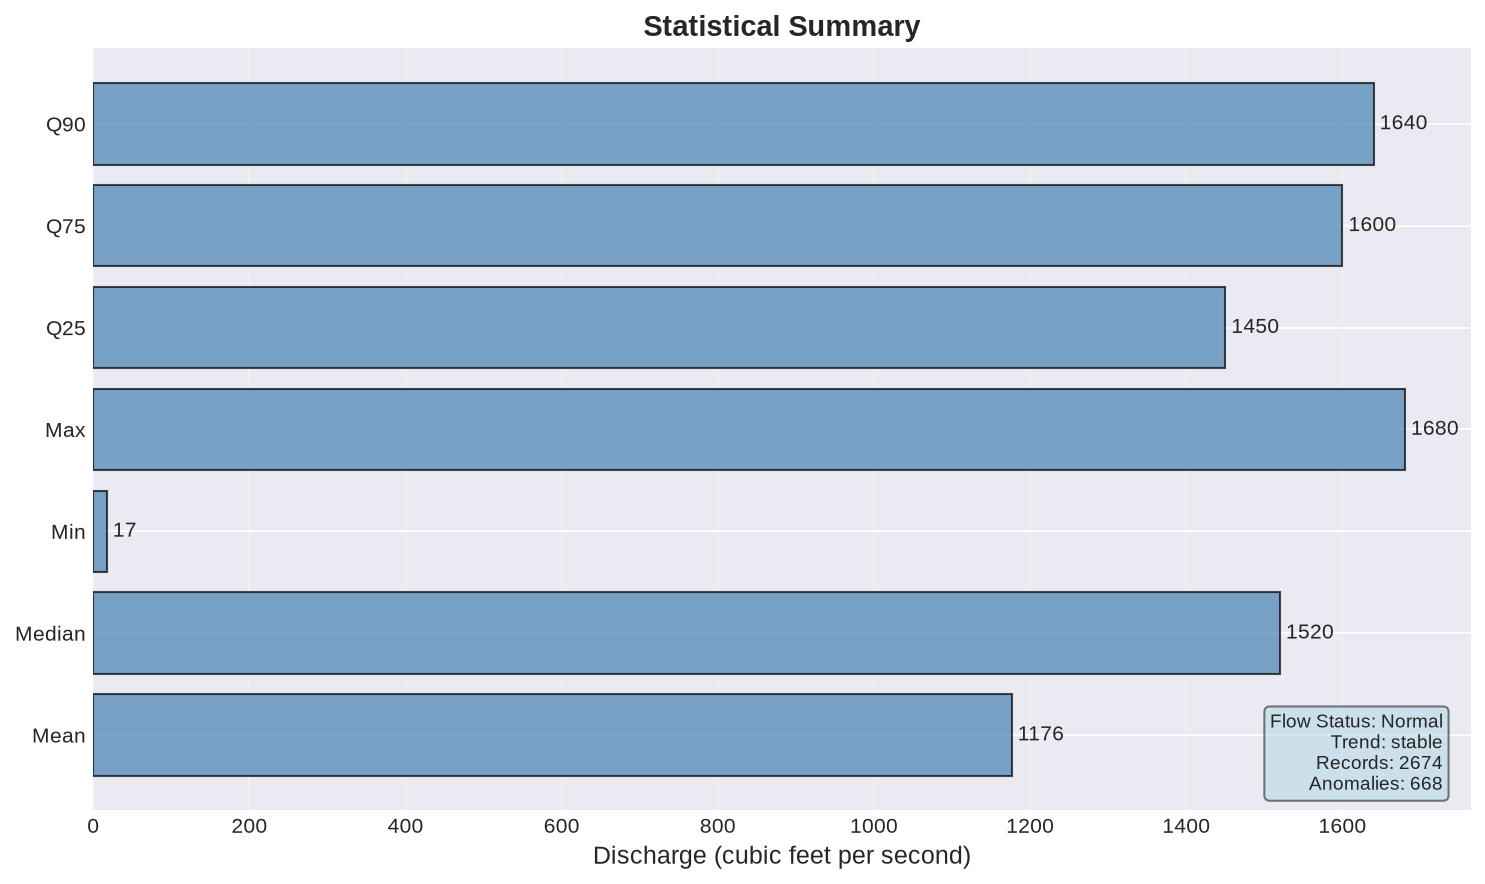 Statistical Summary
Q90
1640
Q75
1600
Q25
1450
Max
1680
Min
17
Median
1520
Mean
1176
Flow Status: Normal
Trend: stable
Records: 2674
Anomalies: 668
0 200 400 600 800 1000 1200 1400 1600
Discharge (cubic feet per second)